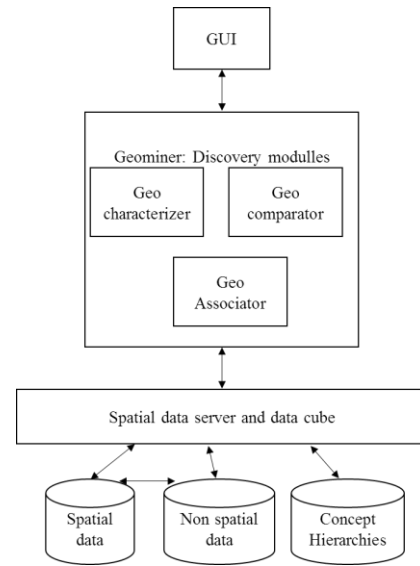 GUI
Geominer: Discovery modulles
Geo
characterizer
Geo
comparator
Geo
Associator
Spatial data server and data cube
Spatial
data
Non spatial
data
Concept
Hierarchies